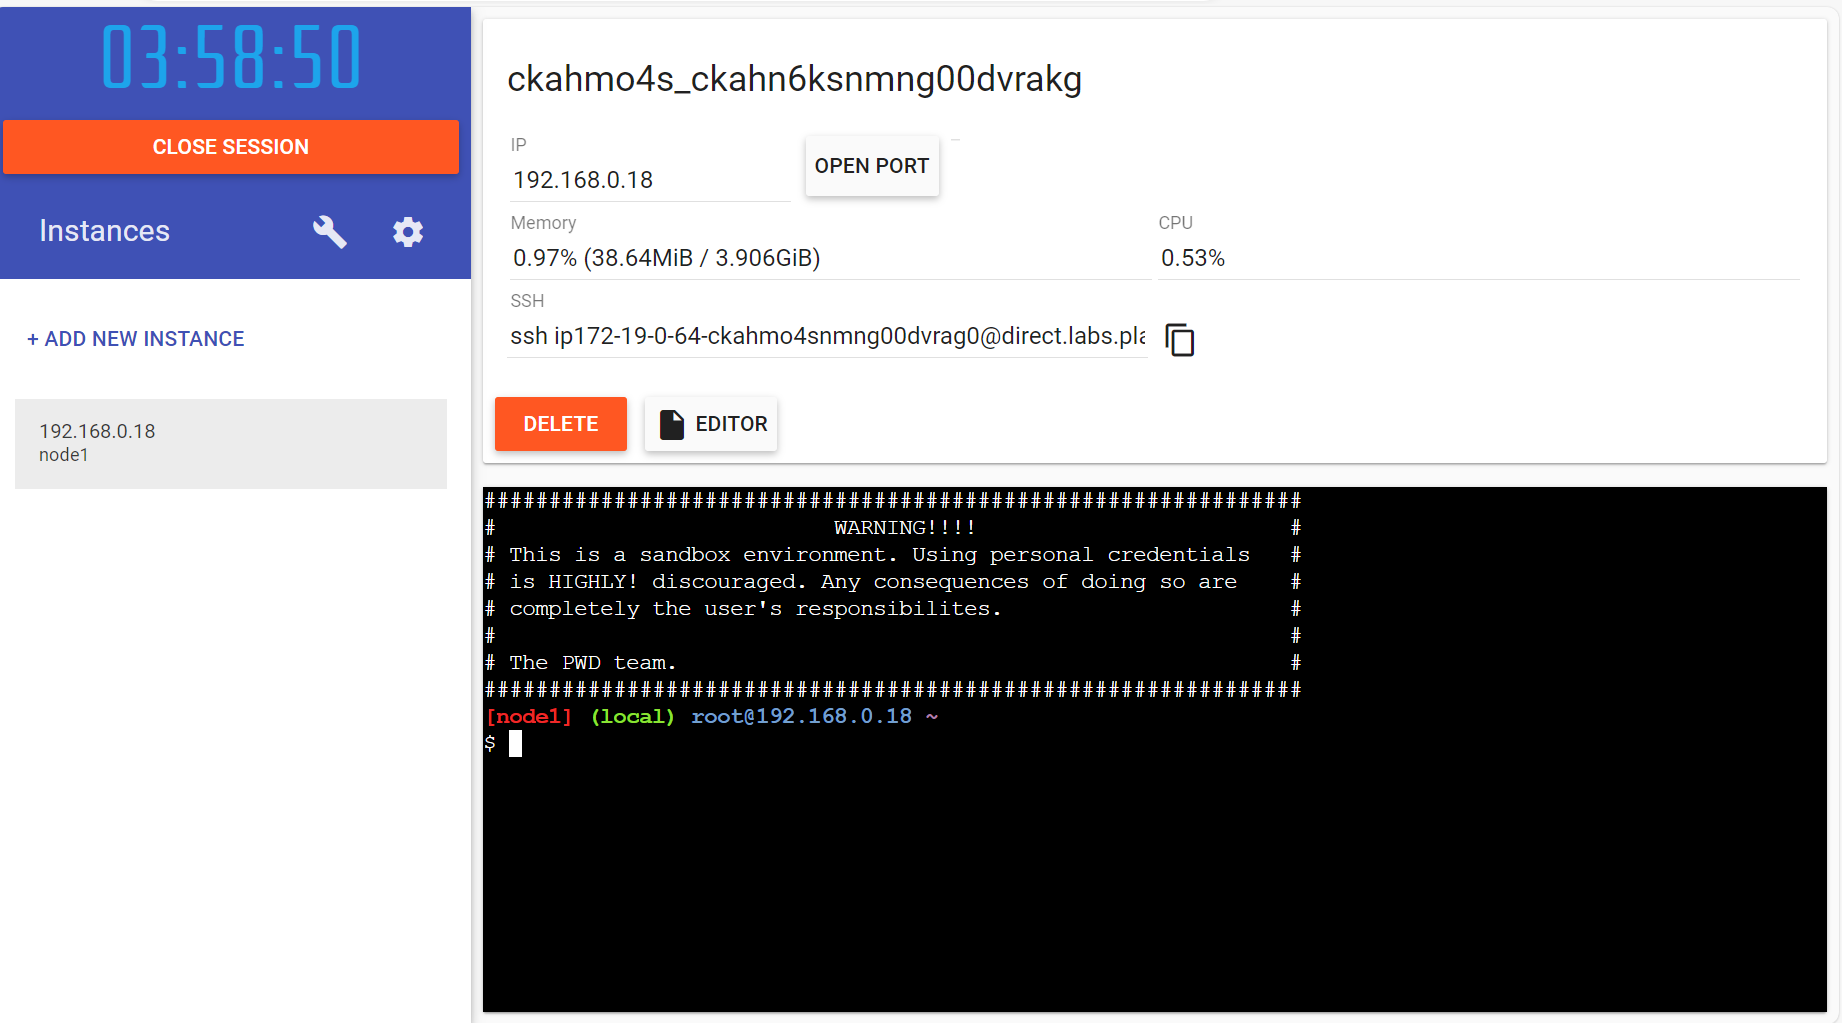 03:58:50
CLOSE SESSION
Instances
+ ADD NEW INSTANCE
192.168.0.18
node1
ckahmo4s_ckahn6ksnmng00dvrakg
IP
192.168.0.18
OPEN PORT
Memory
0.97% (38.64MiB / 3.906GiB)
CPU
0.53%
SSH
ssh ip172-19-0-64-ckahmo4snmng00dvrag0@direct.labs.pla
DELETE
EDITOR
###############################################################
#                          WARNING!!!!                        #
# This is a sandbox environment. Using personal credentials   #
# is HIGHLY! discouraged. Any consequences of doing so are    #
# completely the user's responsibilites.                      #
#                                                             #
# The PWD team.                                               #
###############################################################
[node1] (local) root@192.168.0.18 ~
$